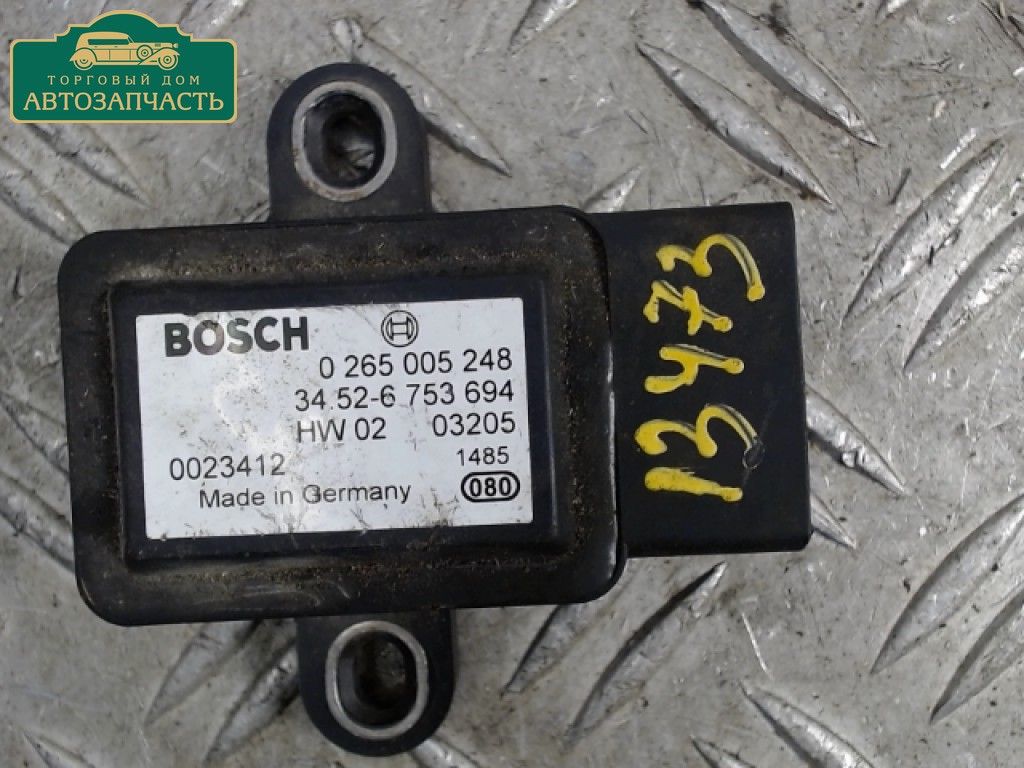 ТОРГОВЫЙ ДОМ
АВТОЗАПЧАСТЬ
BOSCH
0 265 005 248
34.52-6 753 694
HW 02 03205
0023412 1485
Made in Germany 080
13473